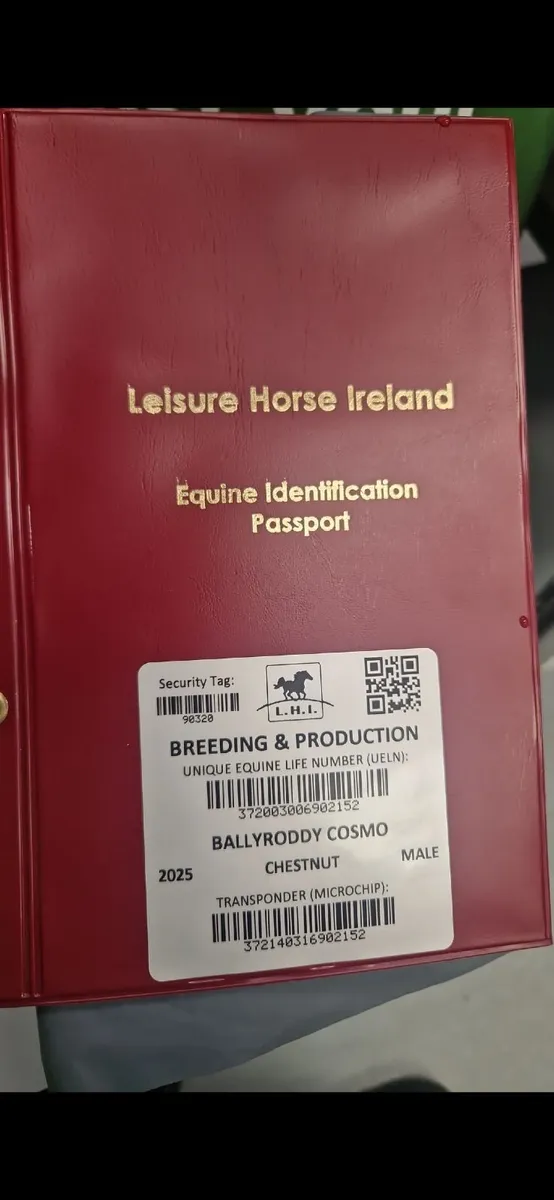 Leisure Horse Ireland
Equine Identification
Passport
Security Tag:
90320
L.H.I.
BREEDING & PRODUCTION
UNIQUE EQUINE LIFE NUMBER (UELN):
372003006902152
BALLYRODDY COSMO
2025 CHESTNUT MALE
TRANSPONDER (MICROCHIP):
372140316902152